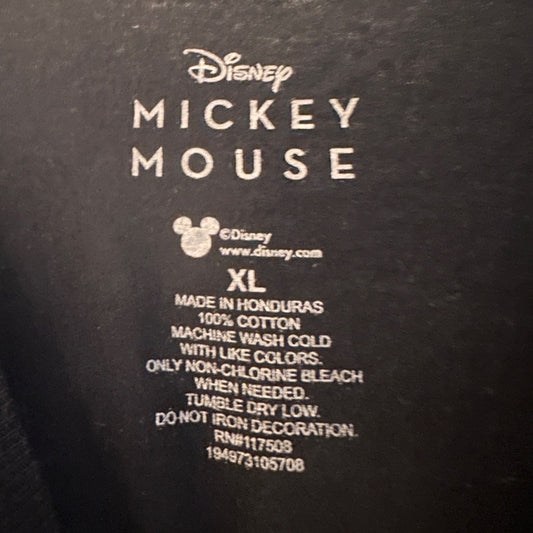 Disney
MICKEY
MOUSE
©Disney
www.disney.com
XL
MADE IN HONDURAS
100% COTTON
MACHINE WASH COLD
WITH LIKE COLORS.
ONLY NON-CHLORINE BLEACH
WHEN NEEDED.
TUMBLE DRY LOW.
DO NOT IRON DECORATION.
RN#117508
194973105708